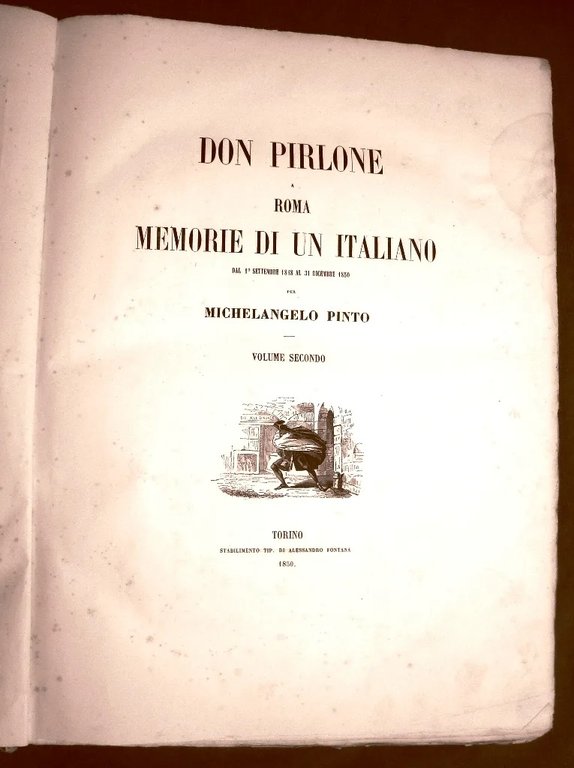 DON PIRLONE
A
ROMA
MEMORIE DI UN ITALIANO
DAL 1º SETTEMBRE 1848 AL 31 DICEMBRE 1850
PER
MICHELANGELO PINTO
VOLUME SECONDO
TORINO
STABILIMENTO TIP. DI ALESSANDRO FONTANA
1850.